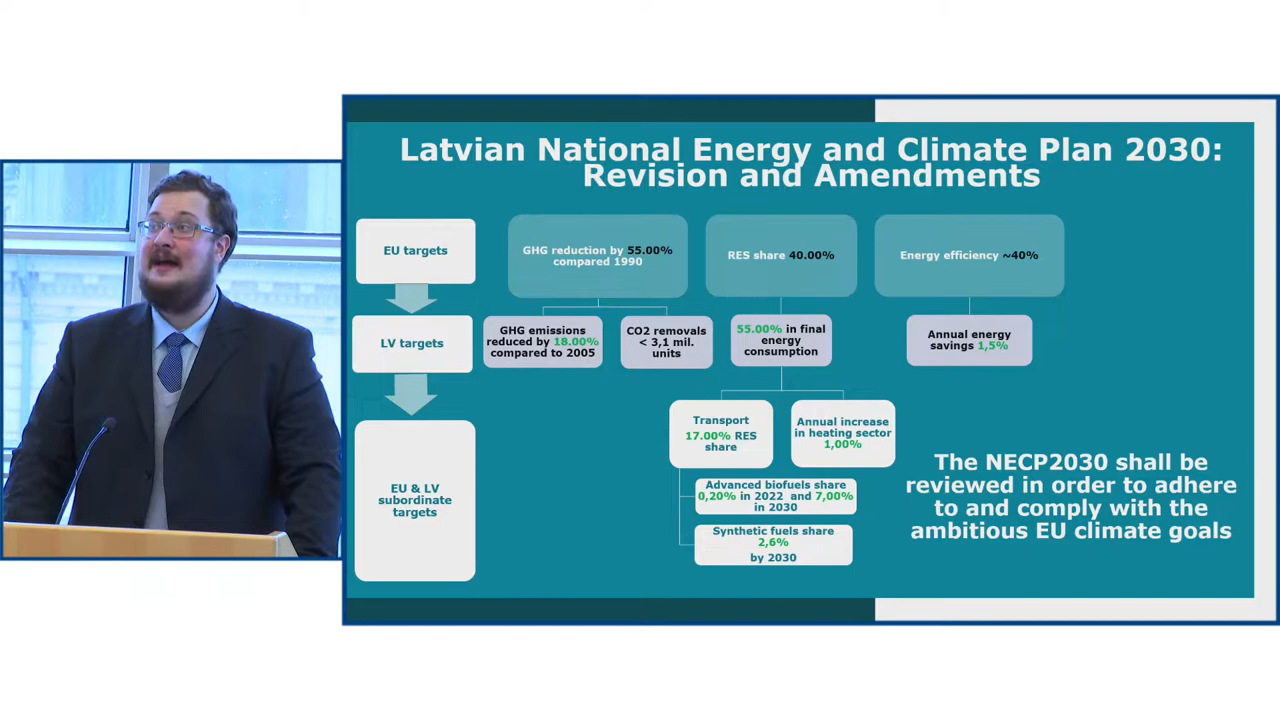 Latvian National Energy and Climate Plan 2030:
Revision and Amendments
EU targets
GHG reduction by 55.00%
compared 1990
RES share 40.00%
Energy efficiency ~40%
LV targets
GHG emissions
reduced by 18.00%
compared to 2005
CO2 removals
< 3,1 mil.
units
55.00% in final
energy
consumption
Annual energy
savings 1,5%
EU & LV
subordinate
targets
Transport
17.00% RES
share
Annual increase
in heating sector
1,00%
Advanced biofuels share
0,20% in 2022 and 7,00%
in 2030
Synthetic fuels share
2,6%
by 2030
The NECP2030 shall be
reviewed in order to adhere
to and comply with the
ambitious EU climate goals